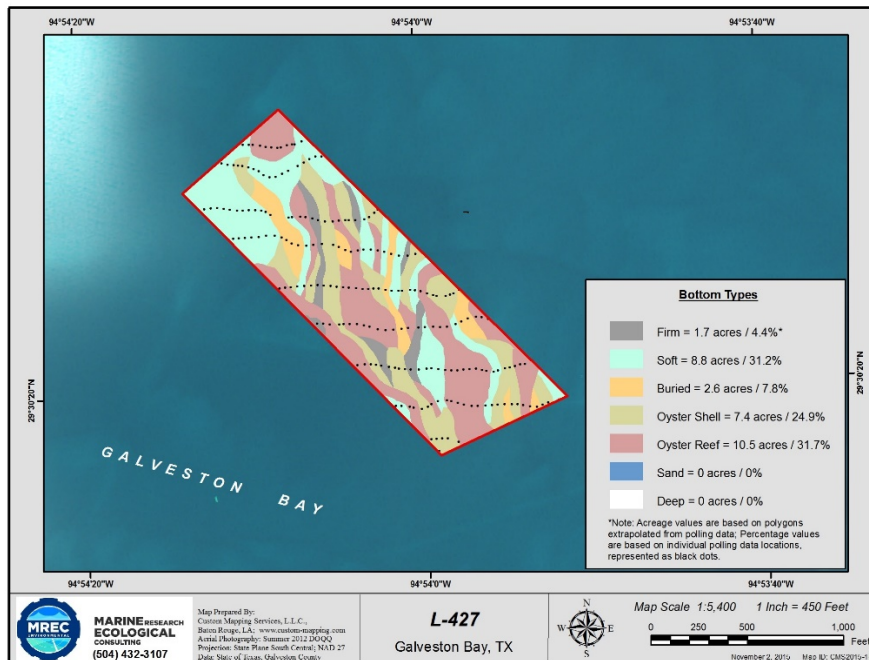 94°54'20"W
94°54'0"W
94°53'40"W
29°30'20"N
29°30'20"N
GALVESTON BAY
Bottom Types
Firm = 1.7 acres / 4.4%*
Soft = 8.8 acres / 31.2%
Buried = 2.6 acres / 7.8%
Oyster Shell = 7.4 acres / 24.9%
Oyster Reef = 10.5 acres / 31.7%
Sand = 0 acres / 0%
Deep = 0 acres / 0%
*Note: Acreage values are based on polygons
extrapolated from polling data; Percentage values
are based on individual polling data locations,
represented as black dots.
94°54'20"W
94°54'0"W
94°53'40"W
MREC
ENVIRONMENTAL
MARINE RESEARCH
ECOLOGICAL
CONSULTING
(504) 432-3107
Map Prepared By:
Custom Mapping Services, L.L.C.,
Baton Rouge, LA; www.custom-mapping.com
Aerial Photography: Summer 2012 DOQQ
Projection: State Plane South Central; NAD 27
Data: State of Texas, Galveston County
L-427
Galveston Bay, TX
N
W
E
S
Map Scale 1:5,400 1 Inch = 450 Feet
0 250 500 1,000
Feet
November 2, 2015 Map ID: CMS2015-1